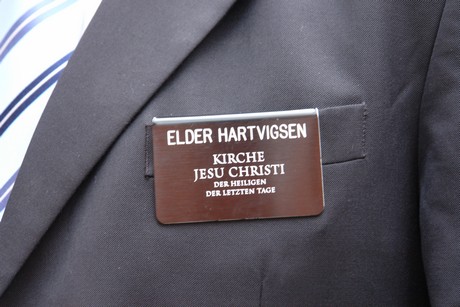 ELDER HARTVIGSEN
KIRCHE
JESU CHRISTI
DER HEILIGEN
DER LETZTEN TAGE